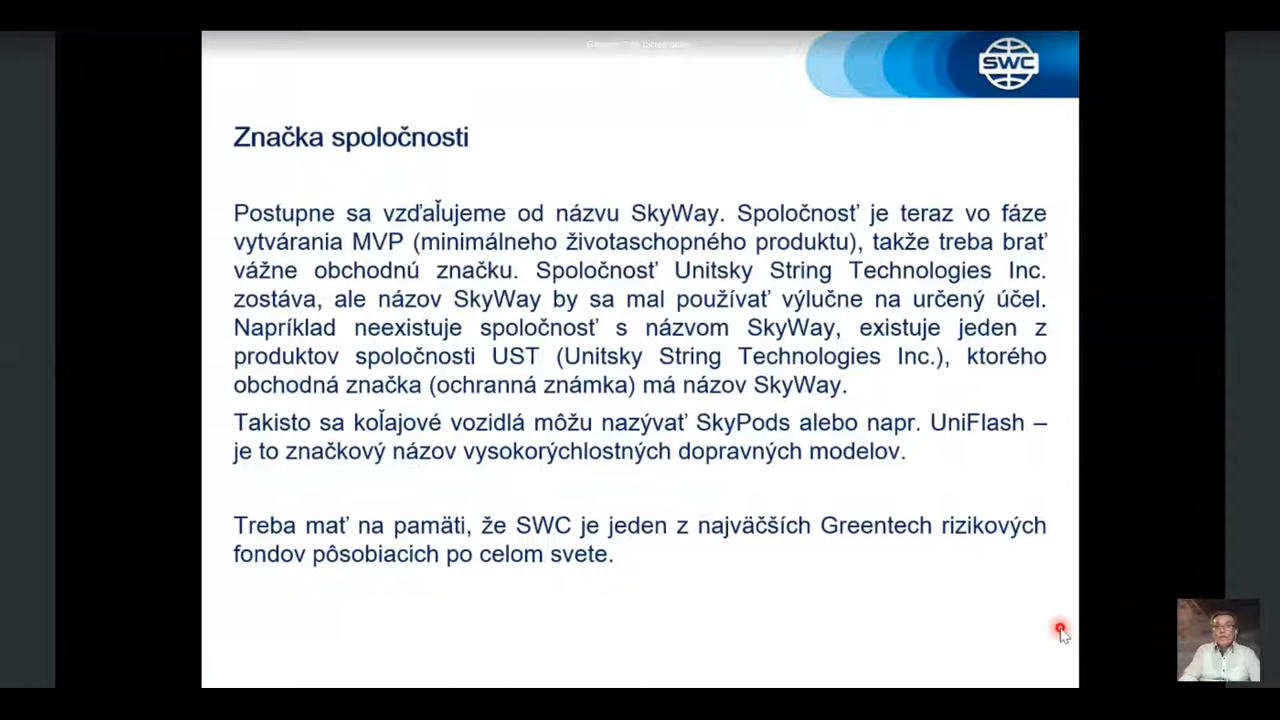 SWC
Značka spoločnosti
Postupne sa vzďaľujeme od názvu SkyWay. Spoločnosť je teraz vo fáze
vytvárania MVP (minimálneho životaschopného produktu), takže treba brať
vážne obchodnú značku. Spoločnosť Unitsky String Technologies Inc.
zostáva, ale názov SkyWay by sa mal používať výlučne na určený účel.
Napríklad neexistuje spoločnosť s názvom SkyWay, existuje jeden z
produktov spoločnosti UST (Unitsky String Technologies Inc.), ktorého
obchodná značka (ochranná známka) má názov SkyWay.
Takisto sa koľajové vozidlá môžu nazývať SkyPods alebo napr. UniFlash –
je to značkový názov vysokorýchlostných dopravných modelov.
Treba mať na pamäti, že SWC je jeden z najväčších Greentech rizikových
fondov pôsobiacich po celom svete.